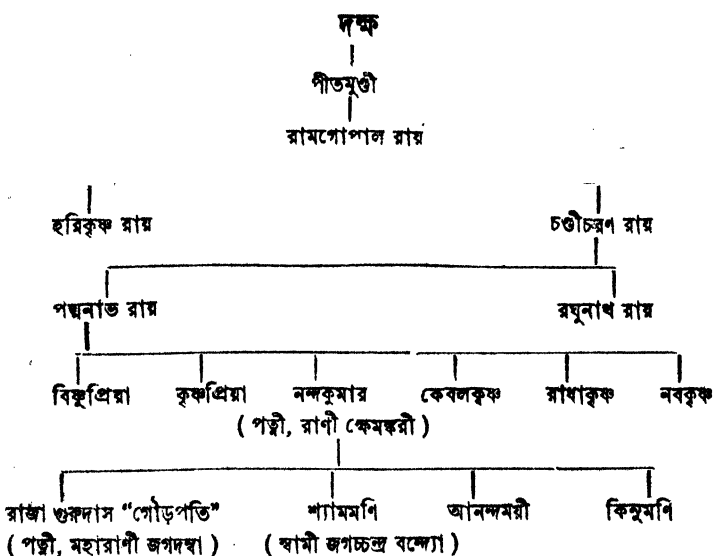 দক্ষ
পীতমুণ্ডী
রামগোপাল রায়
হরিকৃষ্ণ রায় চণ্ডীচরণ রায়
পদ্মনাভ রায় রঘুনাথ রায়
বিষ্ণুপ্রিয়া কৃষ্ণপ্রিয়া নন্দকুমার কেবলকৃষ্ণ রাধাকৃষ্ণ নবকৃষ্ণ
( পত্নী, রাণী ক্ষেমঙ্করী )
রাজা গুরুদাস “গৌড়পতি” শ্যামমণি আনন্দময়ী কিনুমণি
( পত্নী, মহারাণী জগদম্বা ) ( স্বামী জগচ্চন্দ্র বন্দ্যো )